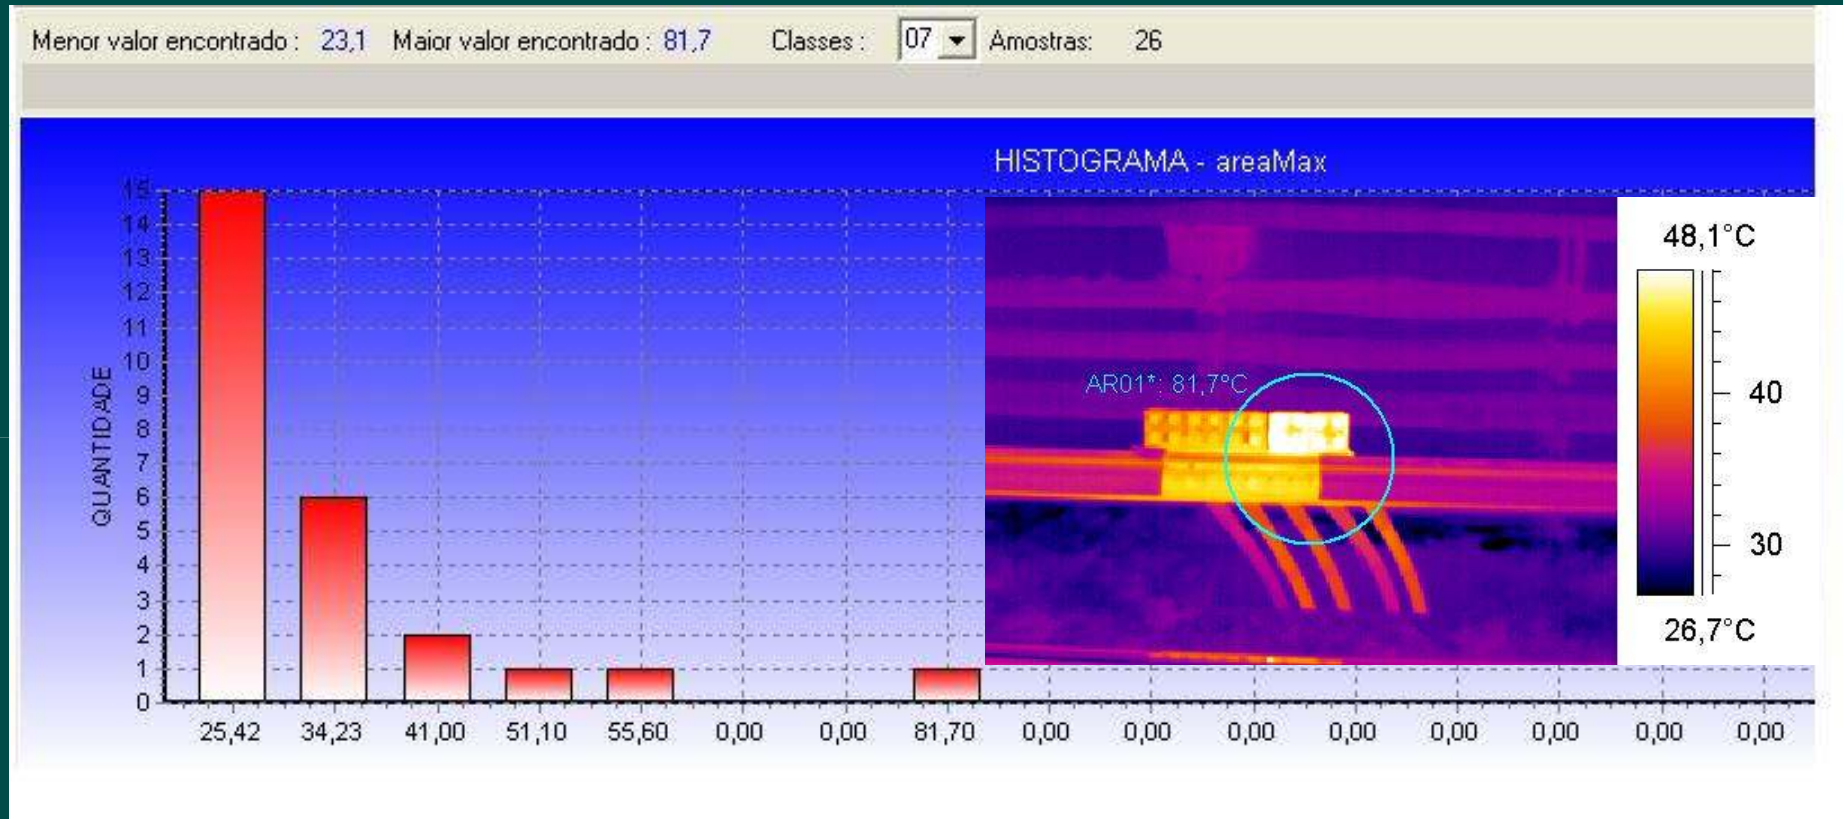 Menor valor encontrado : 23,1 Maior valor encontrado : 81,7 Classes : 07 Amostras: 26
HISTOGRAMA - areaMax
QUANTIDADE
15
14
13
12
11
10
9
8
7
6
5
4
3
2
1
0
25,42 34,23 41,00 51,10 55,60 0,00 0,00 81,70 0,00 0,00 0,00 0,00 0,00 0,00 0,00 0,00
AR01*: 81,7°C
48,1°C
40
30
26,7°C